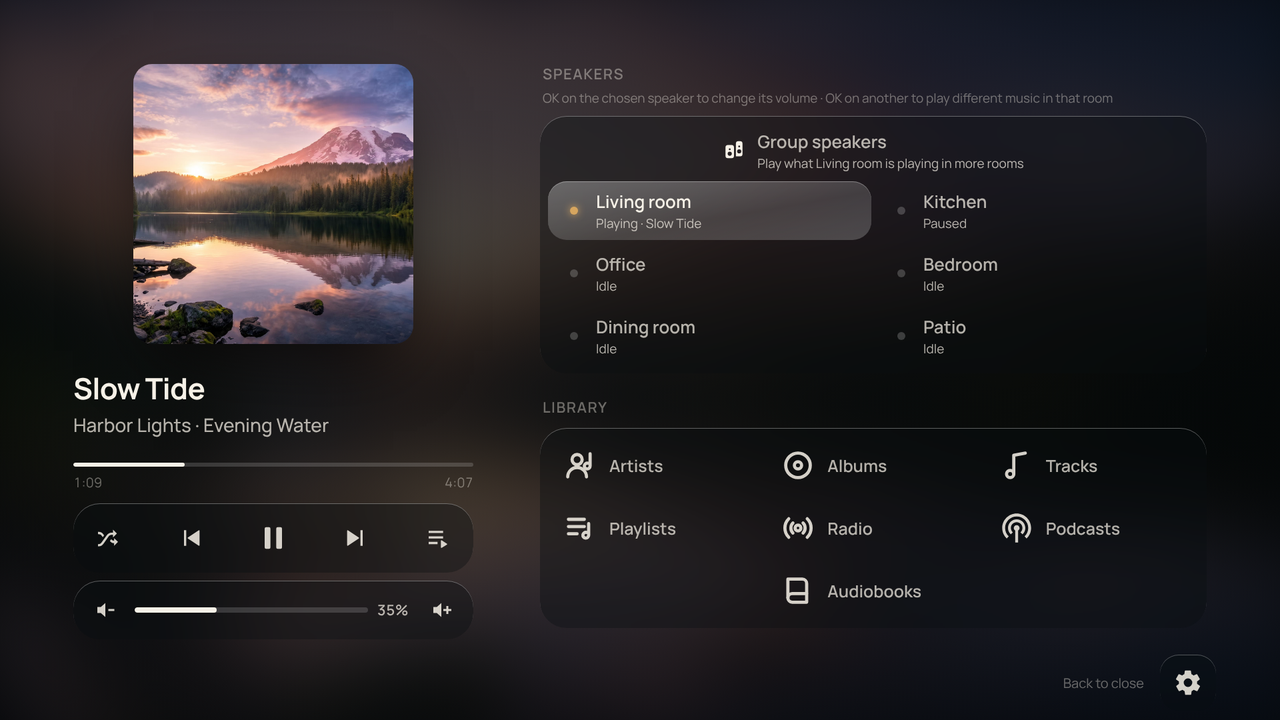 SPEAKERS
OK on the chosen speaker to change its volume · OK on another to play different music in that room
Group speakers
Play what Living room is playing in more rooms
Living room
Playing · Slow Tide
Kitchen
Paused
Office
Idle
Bedroom
Idle
Dining room
Idle
Patio
Idle
Slow Tide
Harbor Lights · Evening Water
1:09
4:07
35%
LIBRARY
Artists
Albums
Tracks
Playlists
Radio
Podcasts
Audiobooks
Back to close